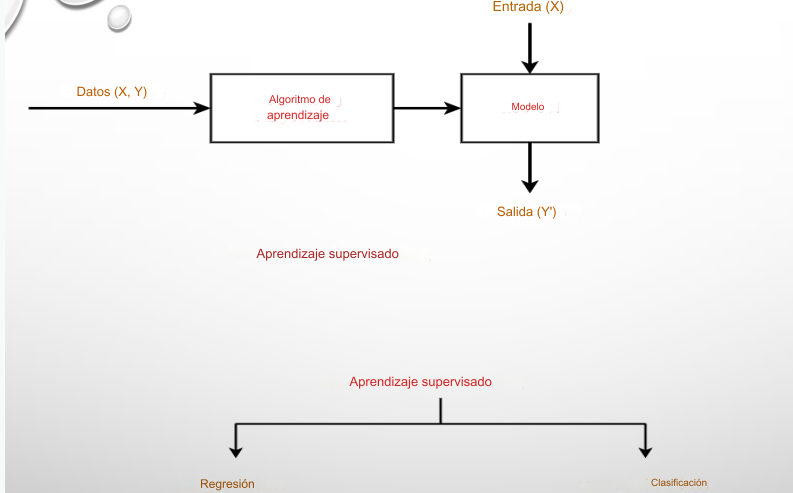 Entrada (X)
Datos (X, Y)
Algoritmo de
aprendizaje
Modelo
Salida (Y')
Aprendizaje supervisado
Aprendizaje supervisado
Regresión
Clasificación